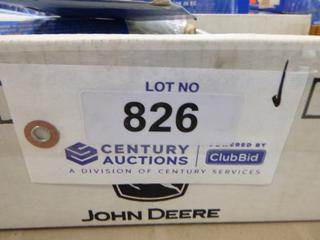 LOT NO
826
CENTURY AUCTIONS
POWERED BY
ClubBid
A DIVISION OF CENTURY SERVICES
JOHN DEERE